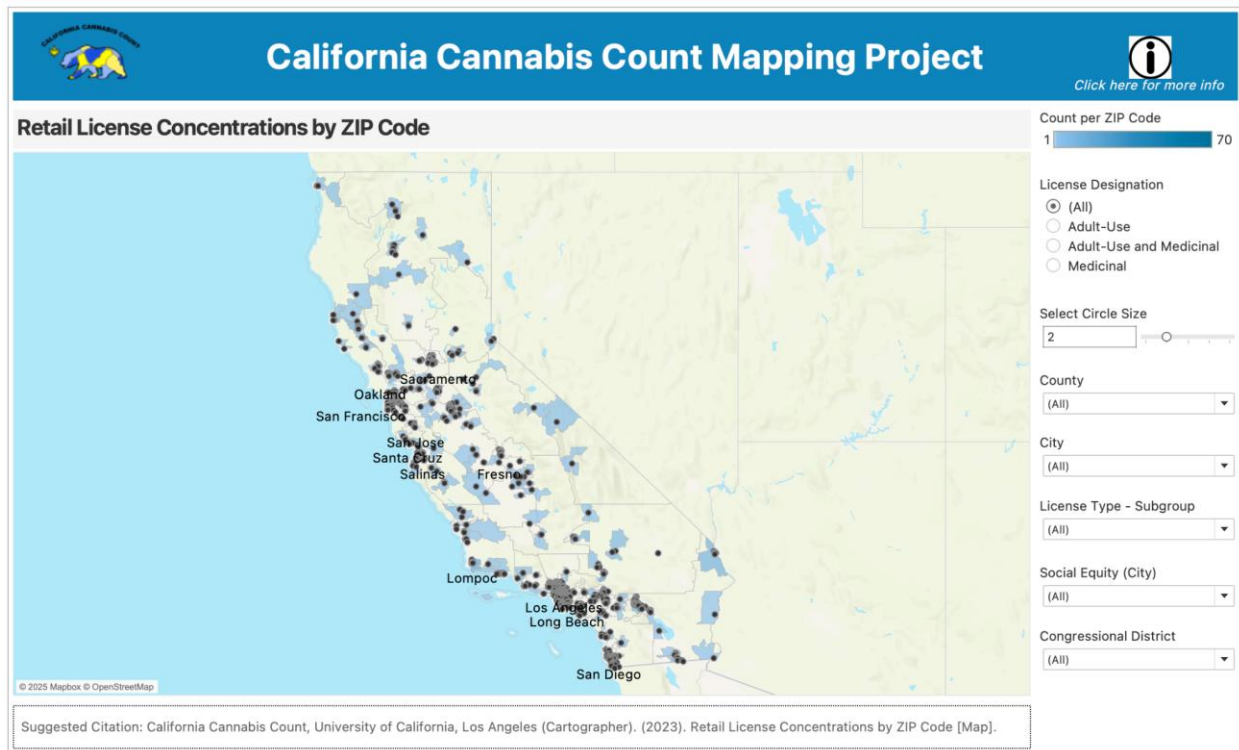 CALIFORNIA CANNABIS COUNT
California Cannabis Count Mapping Project
Click here for more info
Retail License Concentrations by ZIP Code
Count per ZIP Code
1 70
License Designation
(All)
Adult-Use
Adult-Use and Medicinal
Medicinal
Select Circle Size
2
County
(All)
City
(All)
License Type - Subgroup
(All)
Social Equity (City)
(All)
Congressional District
(All)
Sacramento
Oakland
San Francisco
San Jose
Santa Cruz
Salinas
Fresno
Lompoc
Los Angeles
Long Beach
San Diego
© 2025 Mapbox © OpenStreetMap
Suggested Citation: California Cannabis Count, University of California, Los Angeles (Cartographer). (2023). Retail License Concentrations by ZIP Code [Map].